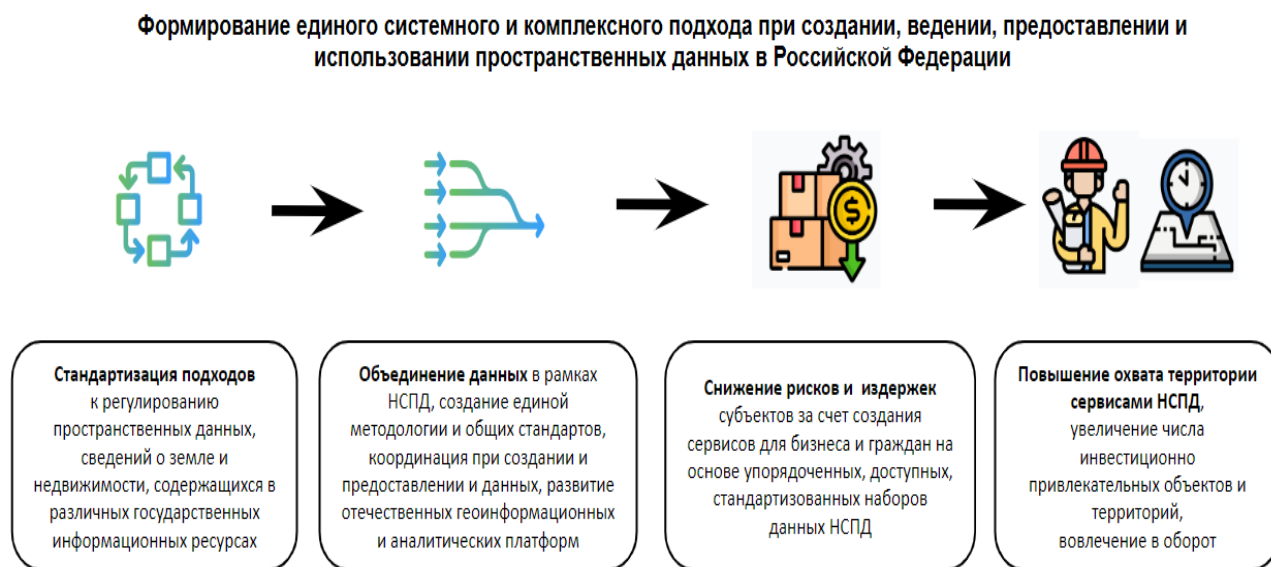 Формирование единого системного и комплексного подхода при создании, ведении, предоставлении и
использовании пространственных данных в Российской Федерации
Стандартизация подходов
к регулированию
пространственных данных,
сведений о земле и
недвижимости, содержащихся в
различных государственных
информационных ресурсах
Объединение данных в рамках
НСПД, создание единой
методологии и общих стандартов,
координация при создании и
предоставлении и данных, развитие
отечественных геоинформационных
и аналитических платформ
Снижение рисков и издержек
субъектов за счет создания
сервисов для бизнеса и граждан на
основе упорядоченных, доступных,
стандартизованных наборов
данных НСПД
Повышение охвата территории
сервисами НСПД,
увеличение числа
инвестиционно
привлекательных объектов и
территорий,
вовлечение в оборот